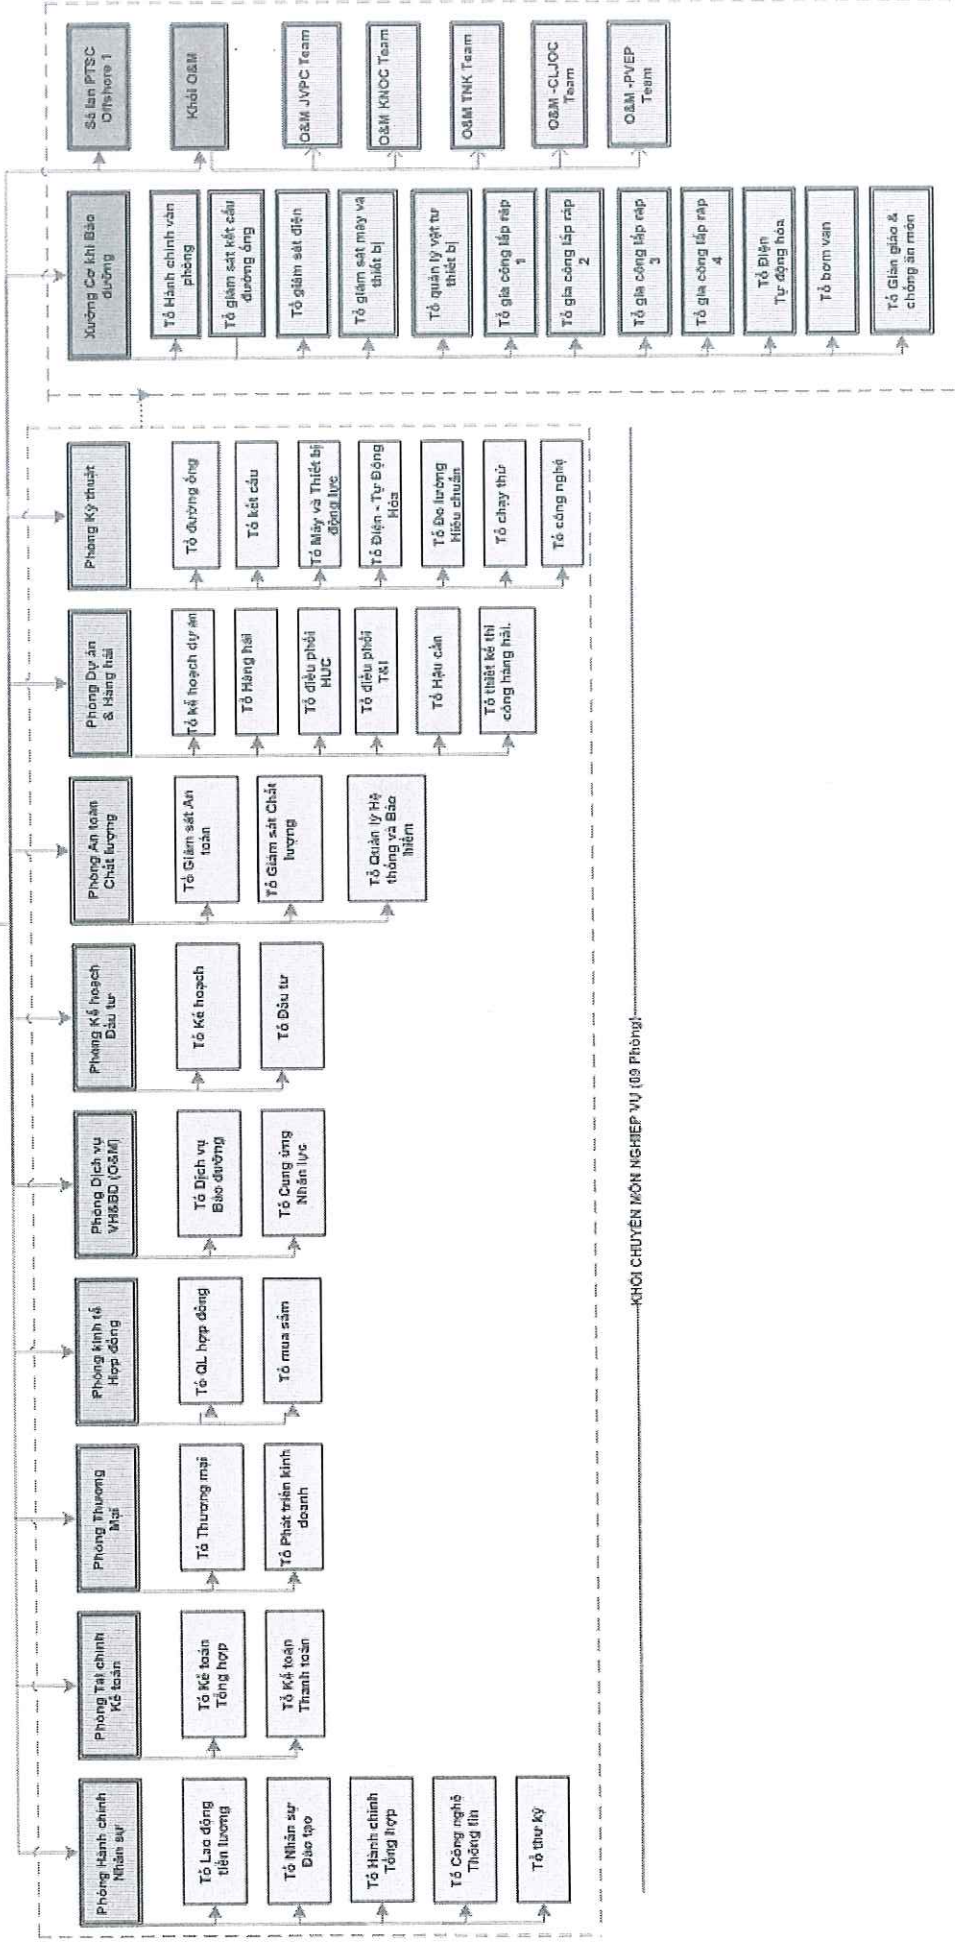 Phòng Hành chính
Nhân sự
Tổ Lao động
tiền lương
Tổ Nhân sự
Đào tạo
Tổ Hành chính
Tổng hợp
Tổ Công nghệ
Thông tin
Tổ thư ký
Phòng Tài chính
Kế toán
Tổ Kế toán
Tổng hợp
Tổ Kế toán
Thanh toán
Phòng Thương
Mại
Tổ Thương mại
Tổ Phát triển kinh
doanh
Phòng kinh tế
Hợp đồng
Tổ QL hợp đồng
Tổ mua sắm
Phòng Dịch vụ
VH&BD (O&M)
Tổ Dịch vụ
Bảo dưỡng
Tổ Cung ứng
Nhân lực
Phòng Kế hoạch
Đầu tư
Tổ Kế hoạch
Tổ Đầu tư
Phòng An toàn
Chất lượng
Tổ Giám sát An
toàn
Tổ Giám sát Chất
lượng
Tổ Quản lý Hệ
thống và Bảo
hiểm
Phòng Dự án
& Hàng hải
Tổ kế hoạch dự án
Tổ Hàng hải
Tổ điều phối
HUC
Tổ điều phối
T&I
Tổ Hậu cần
Tổ thiết kế thi
công hàng hải.
Phòng Kỹ thuật
Tổ đường ống
Tổ kết cấu
Tổ Máy và Thiết bị
động lực
Tổ Điện - Tự Động
Hóa
Tổ Đo lường
Hiệu chuẩn
Tổ chạy thử
Tổ công nghệ
KHỐI CHUYÊN MÔN NGHIỆP VỤ (09 Phòng)
Xưởng Cơ khí Bảo
dưỡng
Tổ Hành chính văn
phòng
Tổ giám sát kết cấu
đường ống
Tổ giám sát điện
Tổ giám sát máy và
thiết bị
Tổ quản lý vật tư
thiết bị
Tổ gia công lắp ráp
1
Tổ gia công lắp ráp
2
Tổ gia công lắp ráp
3
Tổ gia công lắp ráp
4
Tổ Điện
Tự động hóa
Tổ bơm van
Tổ Giàn giáo &
chống ăn mòn
Sà lan PTSC
Offshore 1
Khối O&M
O&M JVPC Team
O&M KNOC Team
O&M TNK Team
O&M -CLJOC
Team
O&M -PVEP
Team